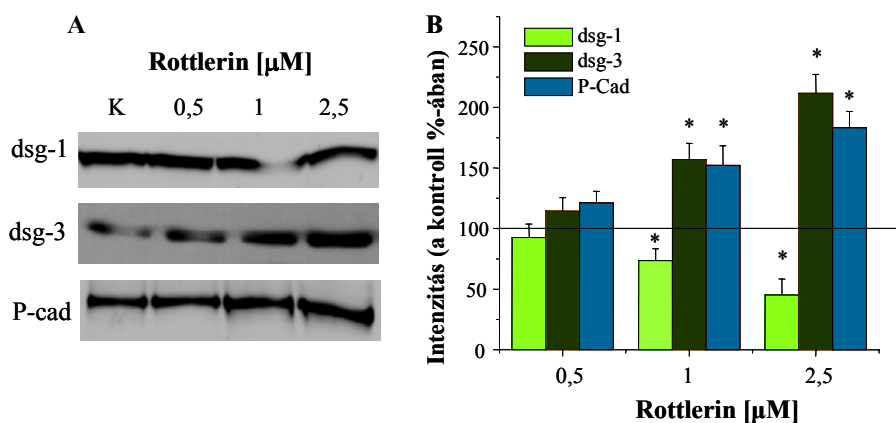 A
Rottlerin [µM]
K 0,5 1 2,5
dsg-1
dsg-3
P-cad
B
Intenzitás (a kontroll %-ában)
250
200
150
100
50
0
dsg-1
dsg-3
P-Cad
* * * * * *
0,5 1 2,5
Rottlerin [µM]